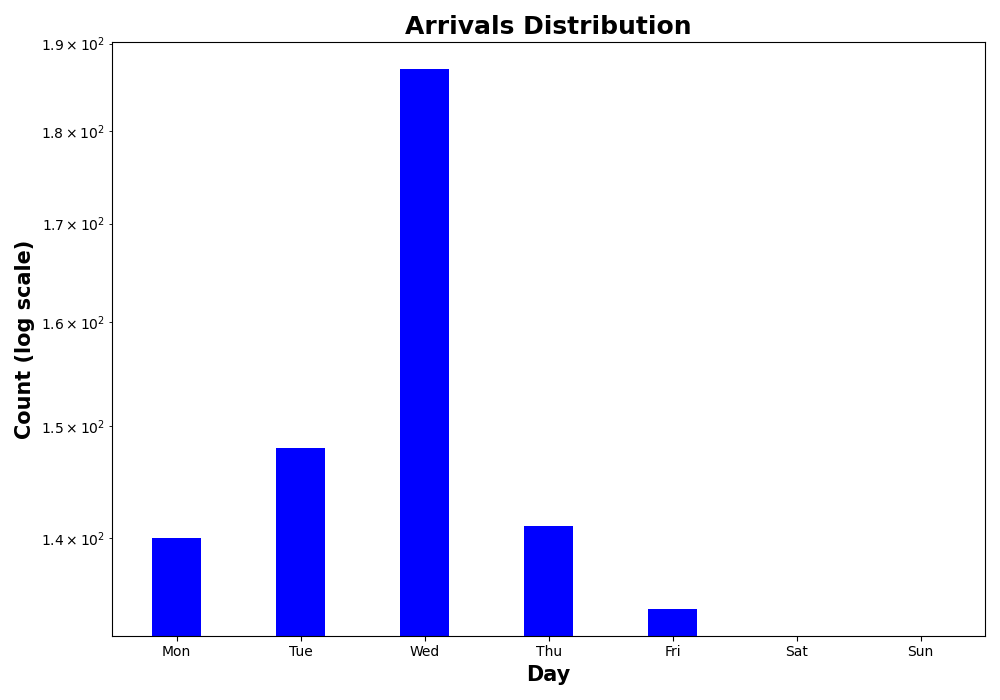 Arrivals Distribution
Count (log scale)
1.9 × 10²
1.8 × 10²
1.7 × 10²
1.6 × 10²
1.5 × 10²
1.4 × 10²
Mon Tue Wed Thu Fri Sat Sun
Day